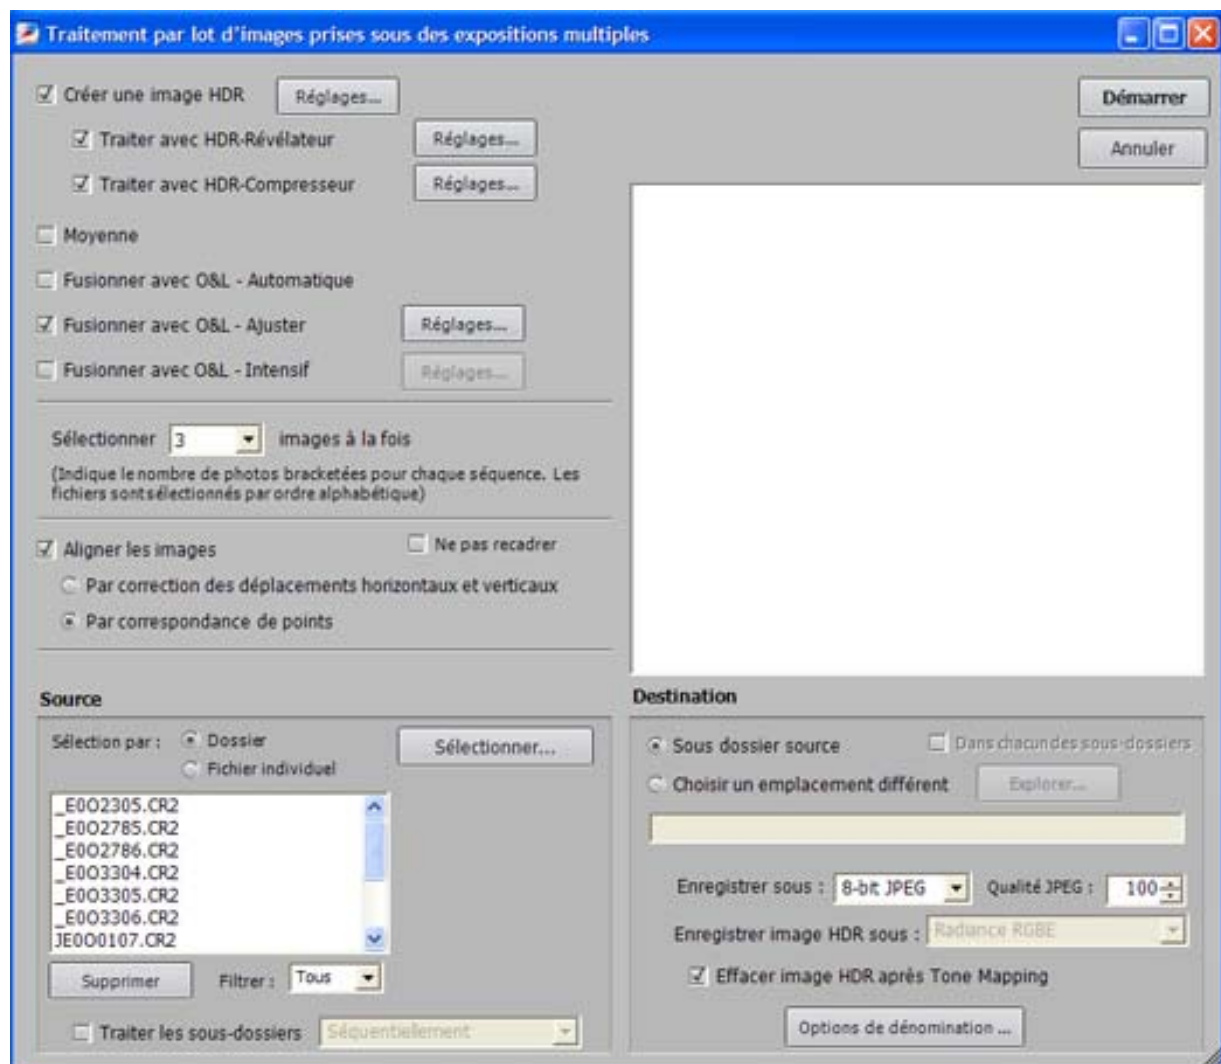 Traitement par lot d'images prises sous des expositions multiples
Créer une image HDR
Réglages...
Démarrer
Traiter avec HDR-Révélateur
Réglages...
Annuler
Traiter avec HDR-Compresseur
Réglages...
Moyenne
Fusionner avec O&L - Automatique
Fusionner avec O&L - Ajuster
Réglages...
Fusionner avec O&L - Intensif
Réglages...
Sélectionner 3 images à la fois
(Indique le nombre de photos bracketées pour chaque séquence. Les
fichiers sont sélectionnés par ordre alphabétique)
Aligner les images
Ne pas recadrer
Par correction des déplacements horizontaux et verticaux
Par correspondance de points
Source
Sélection par :
Dossier
Fichier individuel
Sélectionner...
_E0O2305.CR2
_E0O2785.CR2
_E0O2786.CR2
_E0O3304.CR2
_E0O3305.CR2
_E0O3306.CR2
JE0O0107.CR2
Supprimer
Filtrer : Tous
Traiter les sous-dossiers
Séquentiellement
Destination
Sous dossier source
Dans chacun des sous-dossiers
Choisir un emplacement différent
Explorer...
Enregistrer sous : 8-bit JPEG
Qualité JPEG : 100
Enregistrer image HDR sous : Radiance RGBE
Effacer image HDR après Tone Mapping
Options de dénomination ...